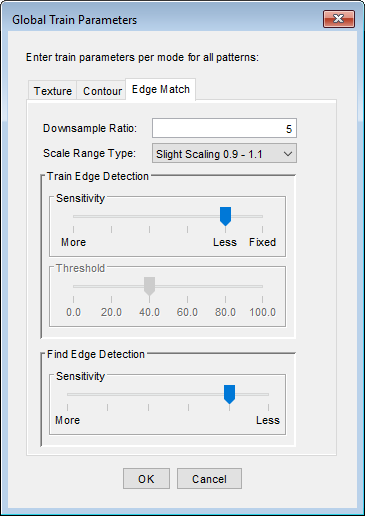 Global Train Parameters
Enter train parameters per mode for all patterns:
Texture Contour Edge Match
Downsample Ratio: 5
Scale Range Type: Slight Scaling 0.9 - 1.1
Train Edge Detection
Sensitivity
More Less Fixed
Threshold
0.0 20.0 40.0 60.0 80.0 100.0
Find Edge Detection
Sensitivity
More Less
OK Cancel